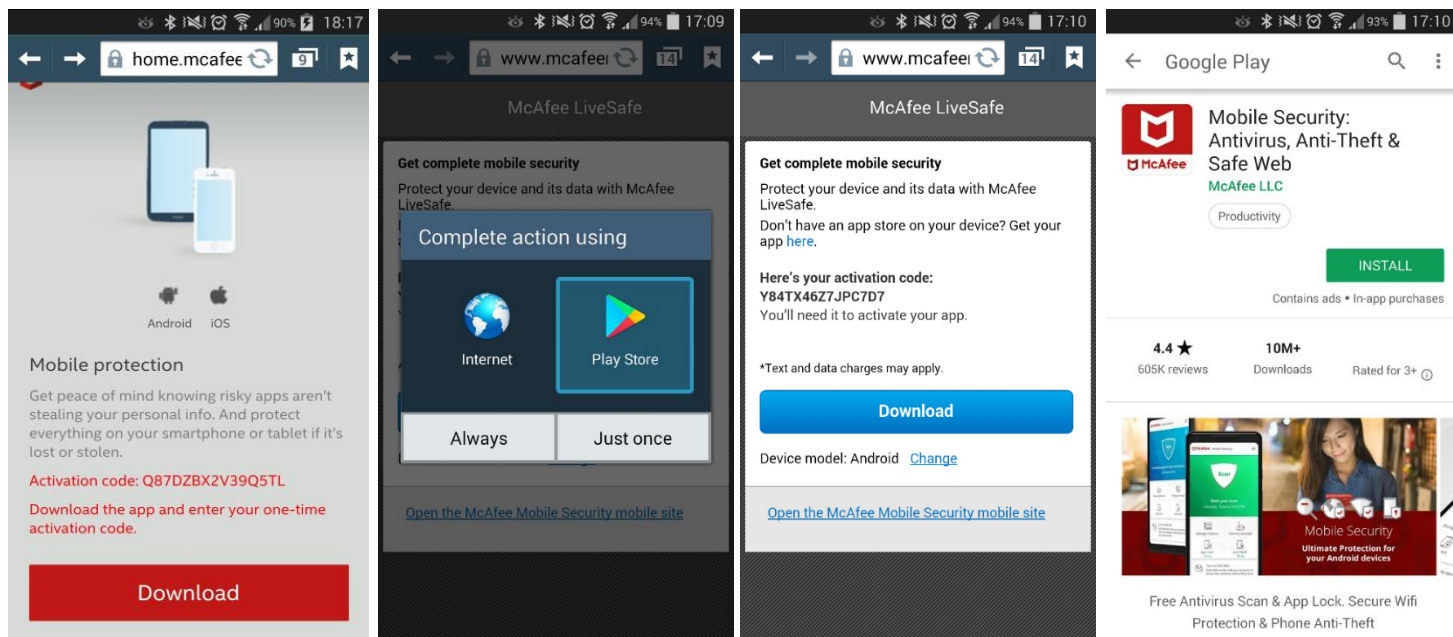 90% 18:17
home.mcafee
9
Android iOS
Mobile protection
Get peace of mind knowing risky apps aren't
stealing your personal info. And protect
everything on your smartphone or tablet if it's
lost or stolen.
Activation code: Q87DZBX2V39Q5TL
Download the app and enter your one-time
activation code.
Download
94% 17:09
www.mcafee
14
McAfee LiveSafe
Get complete mobile security
Protect your device and its data with McAfee
LiveSafe.
Complete action using
Internet Play Store
Always Just once
Change
Open the McAfee Mobile Security mobile site
94% 17:10
www.mcafee
14
McAfee LiveSafe
Get complete mobile security
Protect your device and its data with McAfee
LiveSafe.
Don't have an app store on your device? Get your
app here.
Here's your activation code:
Y84TX46Z7JPC7D7
You'll need it to activate your app.
*Text and data charges may apply.
Download
Device model: Android Change
Open the McAfee Mobile Security mobile site
93% 17:10
Google Play
McAfee
Mobile Security:
Antivirus, Anti-Theft &
Safe Web
McAfee LLC
Productivity
INSTALL
Contains ads • In-app purchases
4.4 ★ 10M+
605K reviews Downloads Rated for 3+
Scan
Mobile Security
Ultimate Protection for
your Android devices
Free Antivirus Scan & App Lock. Secure Wifi
Protection & Phone Anti-Theft